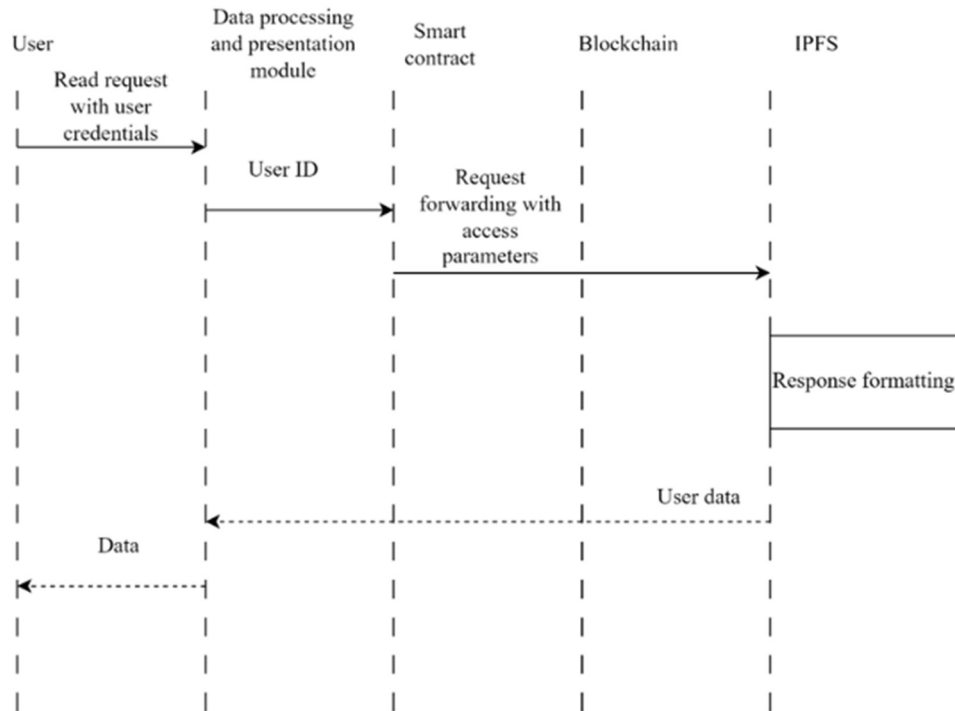 User
Data processing
and presentation
module
Smart
contract
Blockchain
IPFS
Read request
with user
credentials
User ID
Request
forwarding with
access
parameters
Response formatting
User data
Data